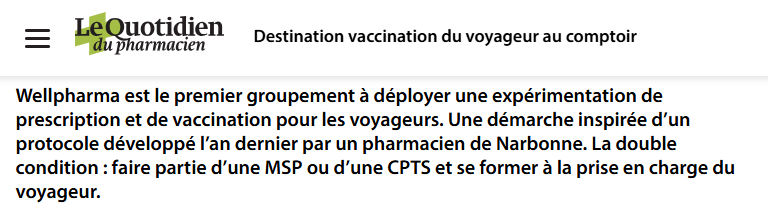 LeQuotidien
du pharmacien
Destination vaccination du voyageur au comptoir
Wellpharma est le premier groupement à déployer une expérimentation de
prescription et de vaccination pour les voyageurs. Une démarche inspirée d’un
protocole développé l’an dernier par un pharmacien de Narbonne. La double
condition : faire partie d’une MSP ou d’une CPTS et se former à la prise en charge du
voyageur.